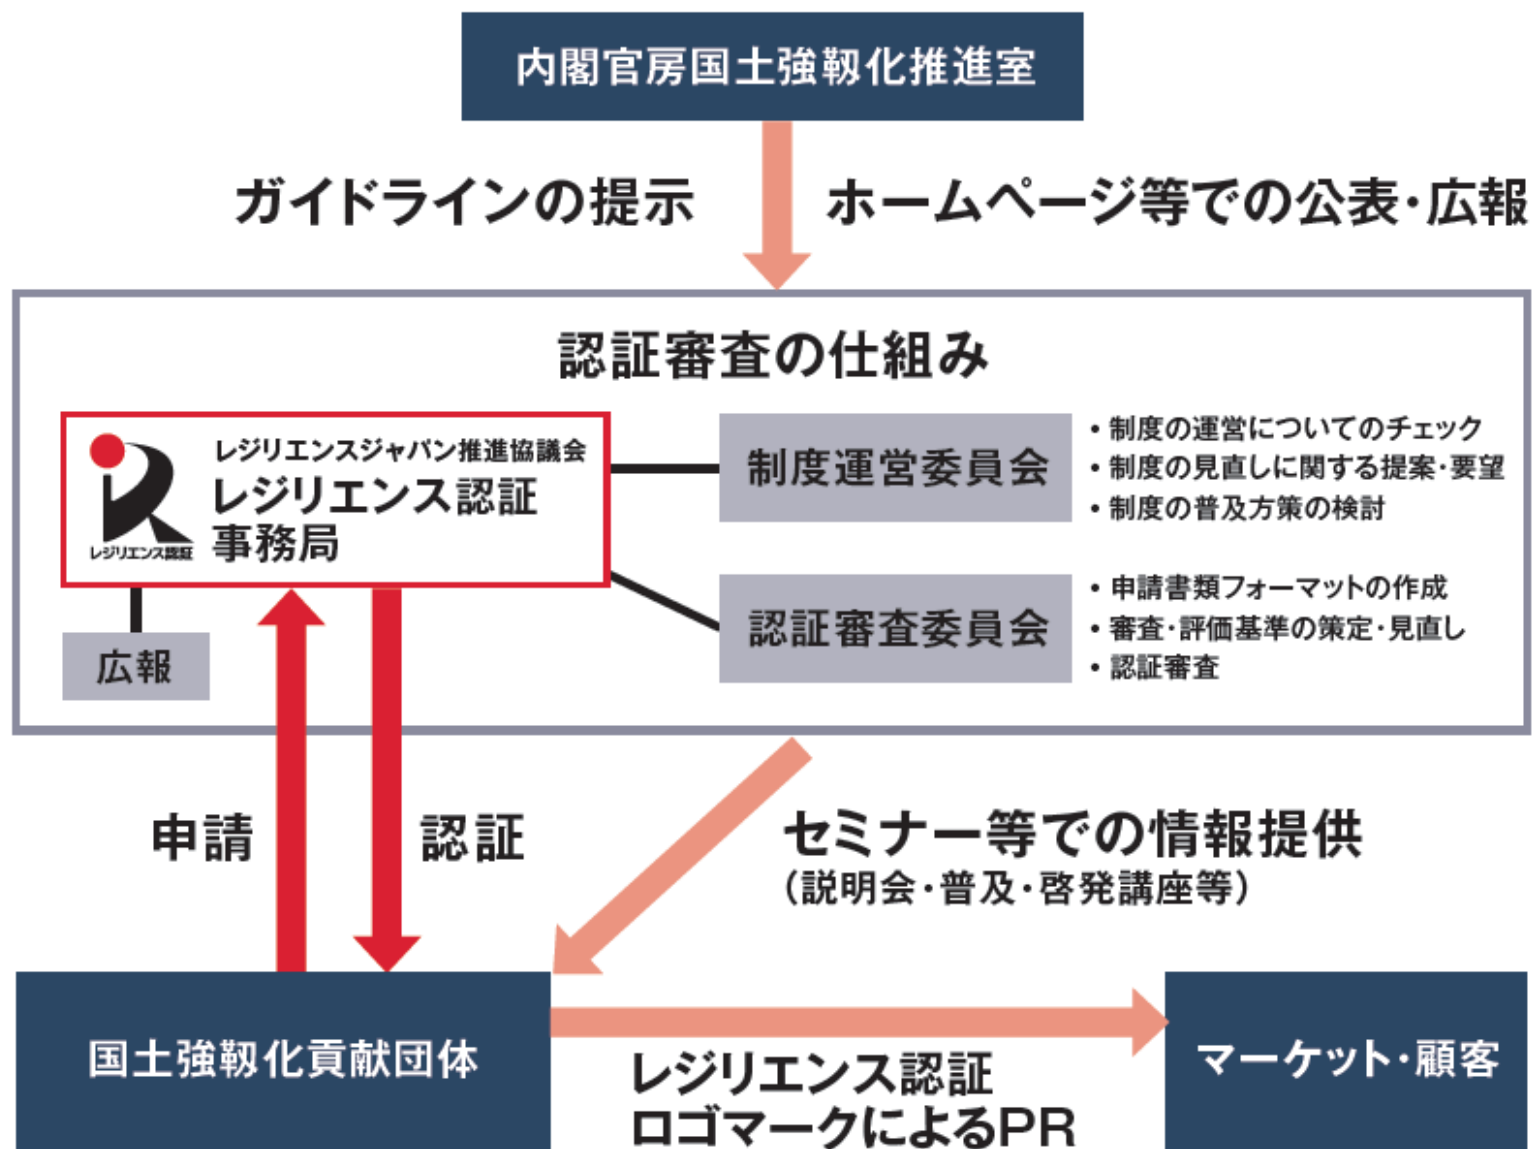 内閣官房国土強靱化推進室
ガイドラインの提示
ホームページ等での公表・広報
認証審査の仕組み
レジリエンス認証
レジリエンスジャパン推進協議会
レジリエンス認証
事務局
広報
制度運営委員会
・制度の運営についてのチェック
・制度の見直しに関する提案・要望
・制度の普及方策の検討
認証審査委員会
・申請書類フォーマットの作成
・審査・評価基準の策定・見直し
・認証審査
申請
認証
セミナー等での情報提供
（説明会・普及・啓発講座等）
国土強靱化貢献団体
レジリエンス認証
ロゴマークによるPR
マーケット・顧客